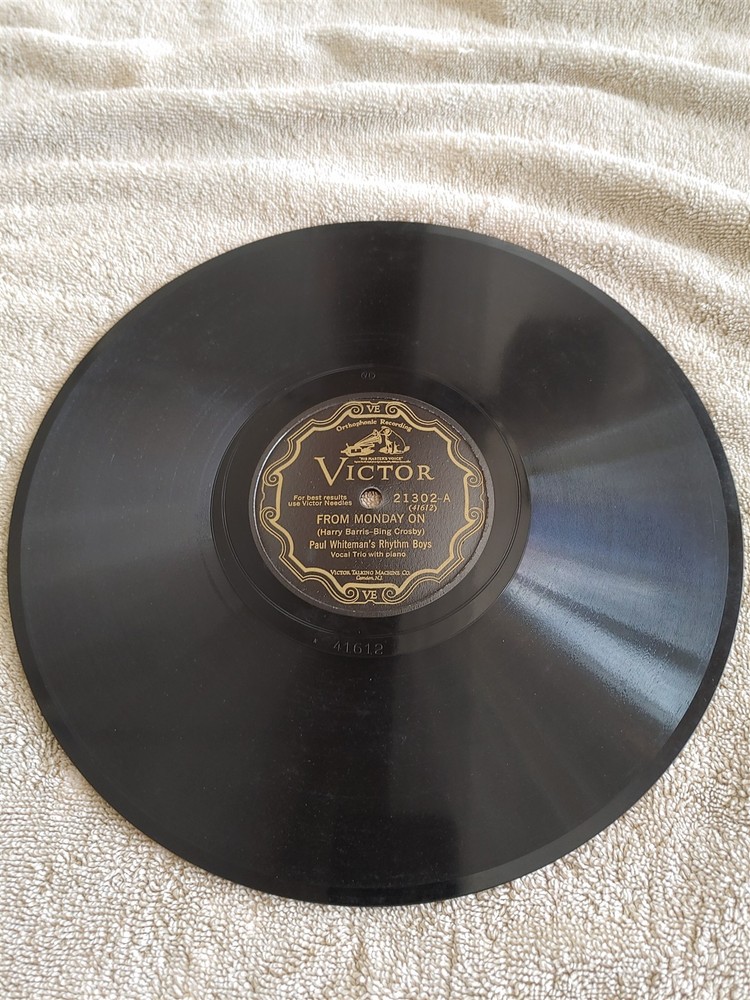 VE
Orthophonic Recording
"HIS MASTER'S VOICE"
VICTOR
For best results
use Victor Needles
21302-A
(41612)
FROM MONDAY ON
(Harry Barris-Bing Crosby)
Paul Whiteman's Rhythm Boys
Vocal Trio with piano
VICTOR TALKING MACHINE CO.
Camden, N.J.
VE
41612